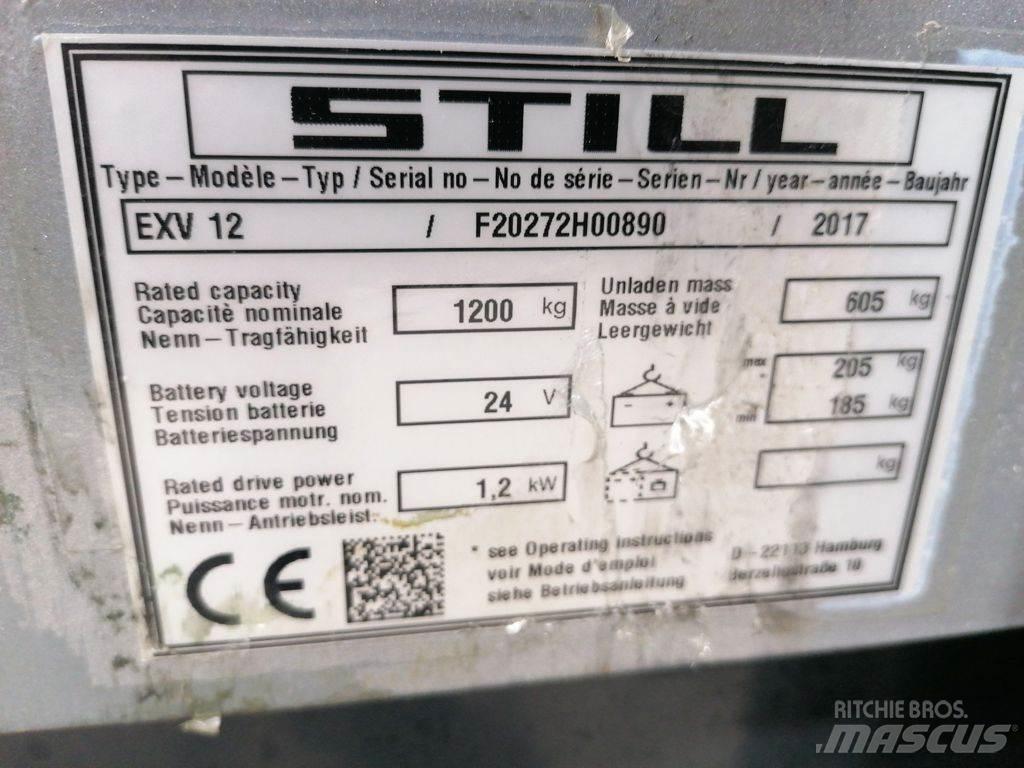 STILL
Type – Modèle – Typ / Serial no – No de série – Serien – Nr / year – année – Baujahr
EXV 12 / F20272H00890 / 2017
Rated capacity
Capacitè nominale
Nenn – Tragfähigkeit
1200 kg
Unladen mass
Masse à vide
Leergewicht
605 kg
Battery voltage
Tension batterie
Batteriespannung
24 V
max 205 kg
min 185 kg
Rated drive power
Puissance motr. nom.
Nenn – Antriebsleist.
1,2 kW
kg
CE
* see Operating Instructions
voir Mode d'emploi
siehe Betriebsanleitung
D – 22113 Hamburg
Berzeliusstraße 10
RITCHIE BROS.
MASCUS